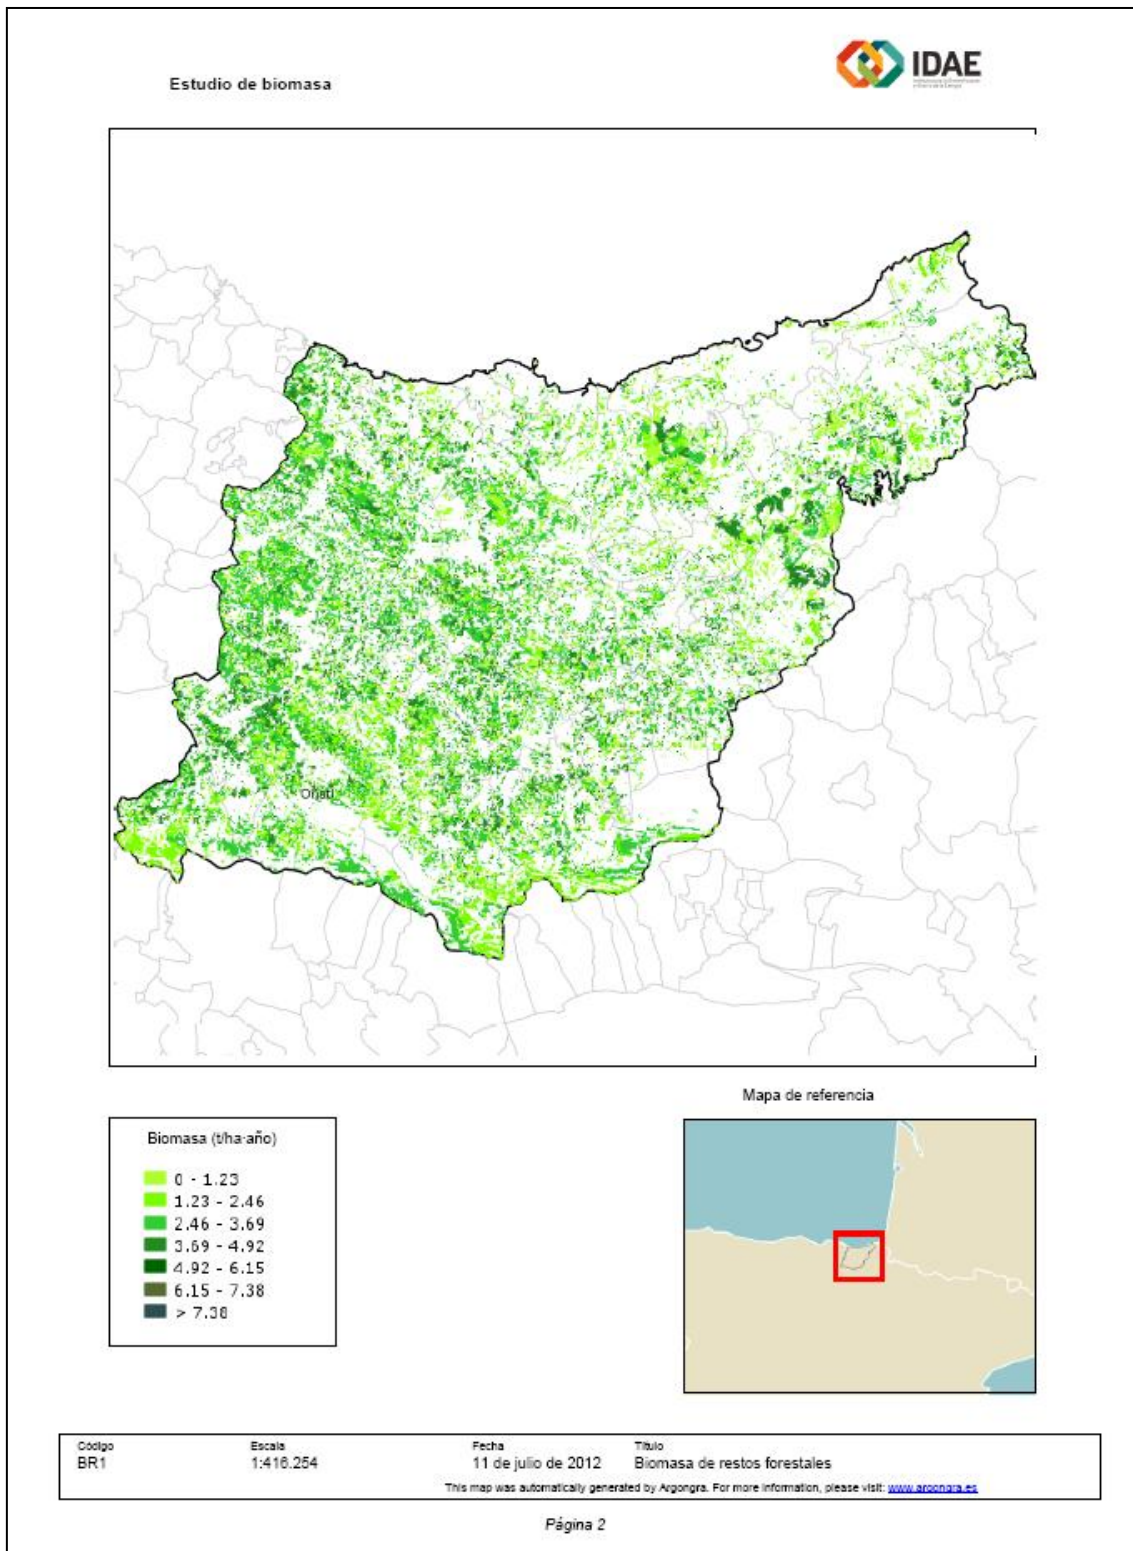 IDAE
Estudio de biomasa
Oñati
Mapa de referencia
Biomasa (t/ha·año)
0 - 1.23
1.23 - 2.46
2.46 - 3.69
3.69 - 4.92
4.92 - 6.15
6.15 - 7.38
> 7.38
Código Escala Fecha Título
BR1 1:416.254 11 de julio de 2012 Biomasa de restos forestales
This map was automatically generated by Argongra. For more information, please visit: www.argongra.es
Página 2